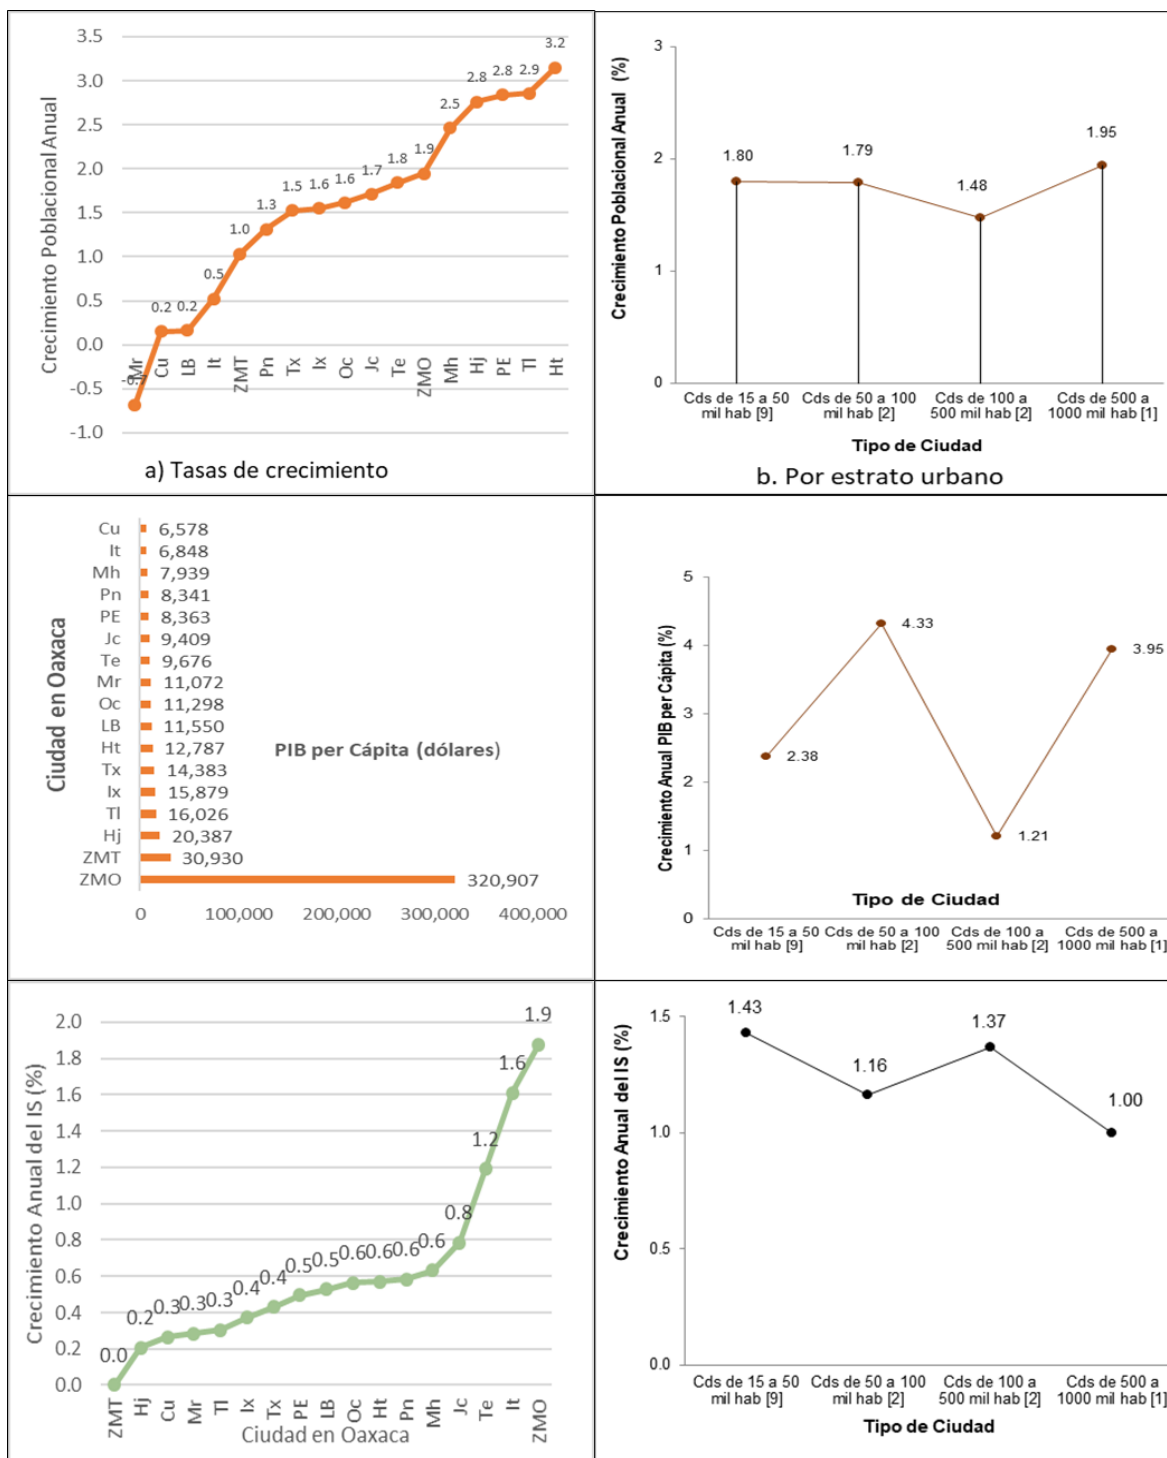 3.5
3.0
2.5
2.0
1.5
1.0
0.5
0.0
-0.5
-1.0
Crecimiento Poblacional Anual
-0.7
0.2
0.2
0.5
1.0
1.3
1.5
1.6
1.6
1.7
1.8
1.9
2.5
2.8
2.8
2.9
3.2
Mr
Cu
LB
It
ZMT
Pn
Tx
Ix
Oc
Jc
Te
ZMO
Mh
Hj
PE
Tl
Ht
a) Tasas de crecimiento
3
2
1
0
Crecimiento Poblacional Anual (%)
1.80
1.79
1.48
1.95
Cds de 15 a 50
mil hab [9]
Cds de 50 a 100
mil hab [2]
Cds de 100 a
500 mil hab [2]
Cds de 500 a
1000 mil hab [1]
Tipo de Ciudad
b. Por estrato urbano
Ciudad en Oaxaca
Cu 6,578
It 6,848
Mh 7,939
Pn 8,341
PE 8,363
Jc 9,409
Te 9,676
Mr 11,072
Oc 11,298
LB 11,550
Ht 12,787
PIB per Cápita (dólares)
Tx 14,383
Ix 15,879
Tl 16,026
Hj 20,387
ZMT 30,930
ZMO 320,907
0 100,000 200,000 300,000 400,000
5
4
3
2
1
0
Crecimiento Anual PIB per Cápita (%)
2.38
4.33
1.21
3.95
Tipo de Ciudad
Cds de 15 a 50
mil hab [9]
Cds de 50 a 100
mil hab [2]
Cds de 100 a
500 mil hab [2]
Cds de 500 a
1000 mil hab [1]
2.0
1.8
1.6
1.4
1.2
1.0
0.8
0.6
0.4
0.2
0.0
Crecimiento Anual del IS (%)
0.0
0.2
0.3
0.3
0.3
0.4
0.4
0.5
0.5
0.6
0.6
0.6
0.6
0.8
1.2
1.6
1.9
ZMT
Hj
Cu
Mr
Tl
Ix
Tx
PE
LB
Oc
Ht
Pn
Mh
Jc
Te
It
ZMO
Ciudad en Oaxaca
1.5
1.0
0.5
0.0
Crecimiento Anual del IS (%)
1.43
1.16
1.37
1.00
Cds de 15 a 50
mil hab [9]
Cds de 50 a 100
mil hab [2]
Cds de 100 a
500 mil hab [2]
Cds de 500 a
1000 mil hab [1]
Tipo de Ciudad